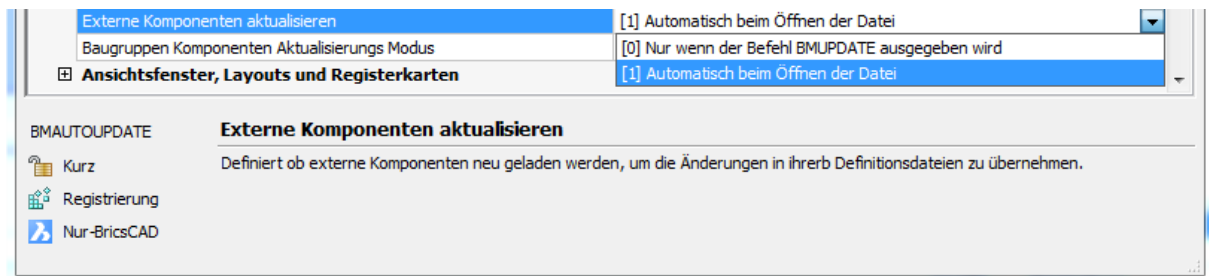 Externe Komponenten aktualisieren [1] Automatisch beim Öffnen der Datei
Baugruppen Komponenten Aktualisierungs Modus [0] Nur wenn der Befehl BMUPDATE ausgegeben wird
Ansichtsfenster, Layouts und Registerkarten [1] Automatisch beim Öffnen der Datei
BMAUTOUPDATE Externe Komponenten aktualisieren
Kurz Definiert ob externe Komponenten neu geladen werden, um die Änderungen in ihrerb Definitionsdateien zu übernehmen.
Registrierung
Nur-BricsCAD